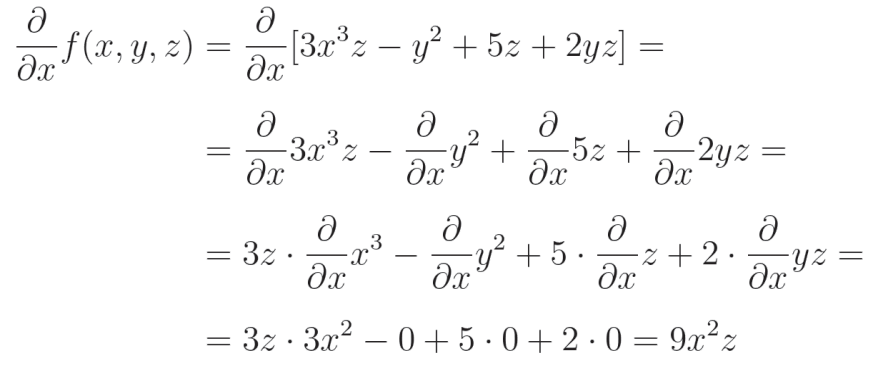 ∂/∂x f(x, y, z) = ∂/∂x [3x³z − y² + 5z + 2yz] =
= ∂/∂x 3x³z − ∂/∂x y² + ∂/∂x 5z + ∂/∂x 2yz =
= 3z · ∂/∂x x³ − ∂/∂x y² + 5 · ∂/∂x z + 2 · ∂/∂x yz =
= 3z · 3x² − 0 + 5 · 0 + 2 · 0 = 9x²z